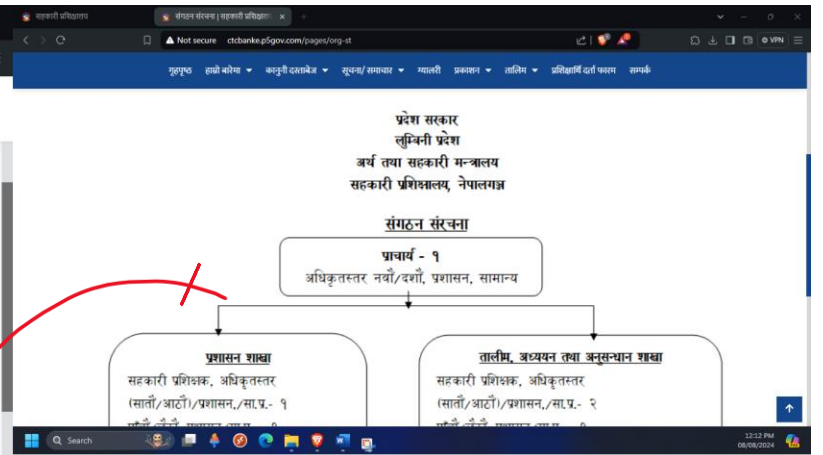 सहकारी प्रशिक्षालय
संगठन संरचना | सहकारी प्रशिक्षाल
Not secure ctcbanke.p5gov.com/pages/org-st
VPN
गृहपृष्ठ हाम्रो बारेमा कानुनी दस्ताबेज सूचना/ समाचार ग्यालरी प्रकाशन तालिम प्रशिक्षार्थि दर्ता फारम सम्पर्क
प्रदेश सरकार
लुम्बिनी प्रदेश
अर्थ तथा सहकारी मन्त्रालय
सहकारी प्रशिक्षालय, नेपालगञ्ज
संगठन संरचना
प्राचार्य - १
अधिकृतस्तर नवौं/दशौं, प्रशासन, सामान्य
प्रशासन शाखा
सहकारी प्रशिक्षक, अधिकृतस्तर
(सातौं/आठौं)/प्रशासन,/सा.प्र.- १
तालीम, अध्ययन तथा अनुसन्धान शाखा
सहकारी प्रशिक्षक, अधिकृतस्तर
(सातौं/आठौं)/प्रशासन,/सा.प्र.- २
Search
12:12 PM
08/08/2024